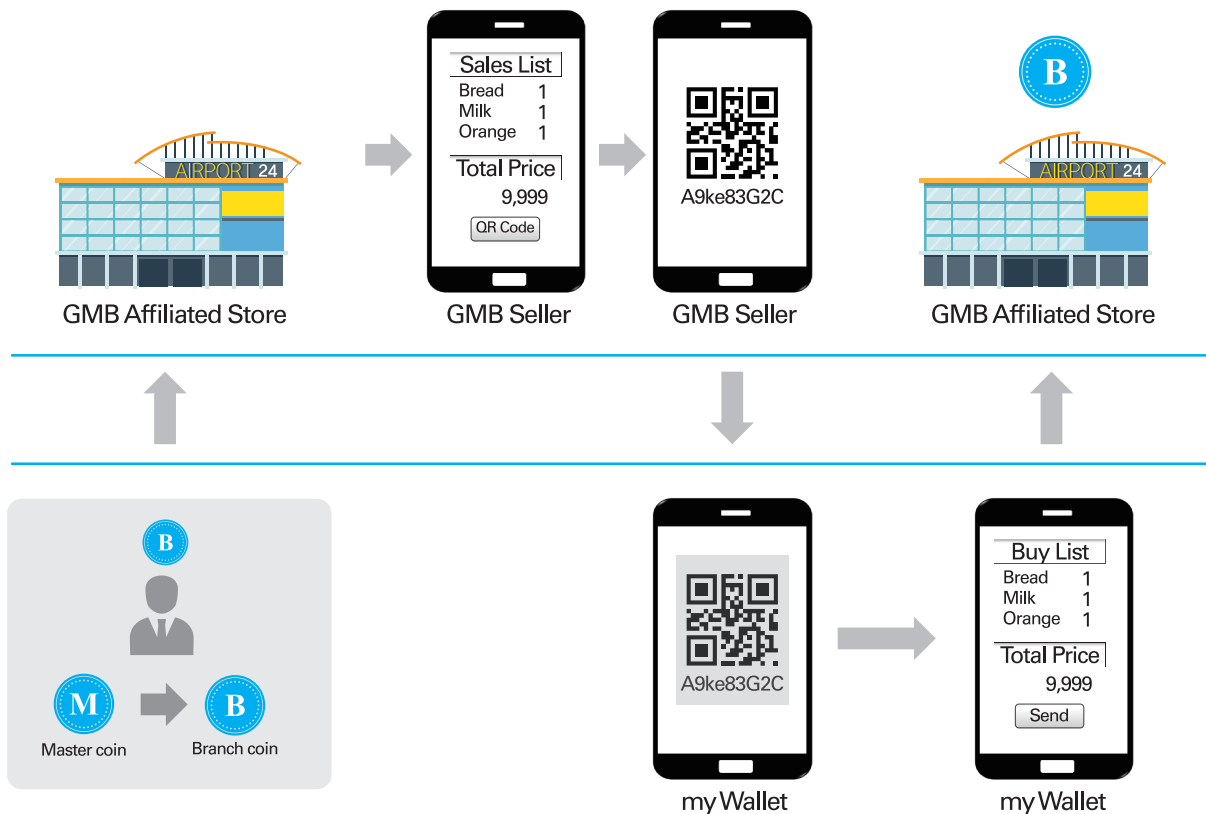 AIRPORT 24
GMB Affiliated Store
Sales List
Bread 1
Milk 1
Orange 1
Total Price
9,999
QR Code
GMB Seller
A9ke83G2C
GMB Seller
B
AIRPORT 24
GMB Affiliated Store
B
M
B
Master coin
Branch coin
A9ke83G2C
my Wallet
Buy List
Bread 1
Milk 1
Orange 1
Total Price
9,999
Send
my Wallet